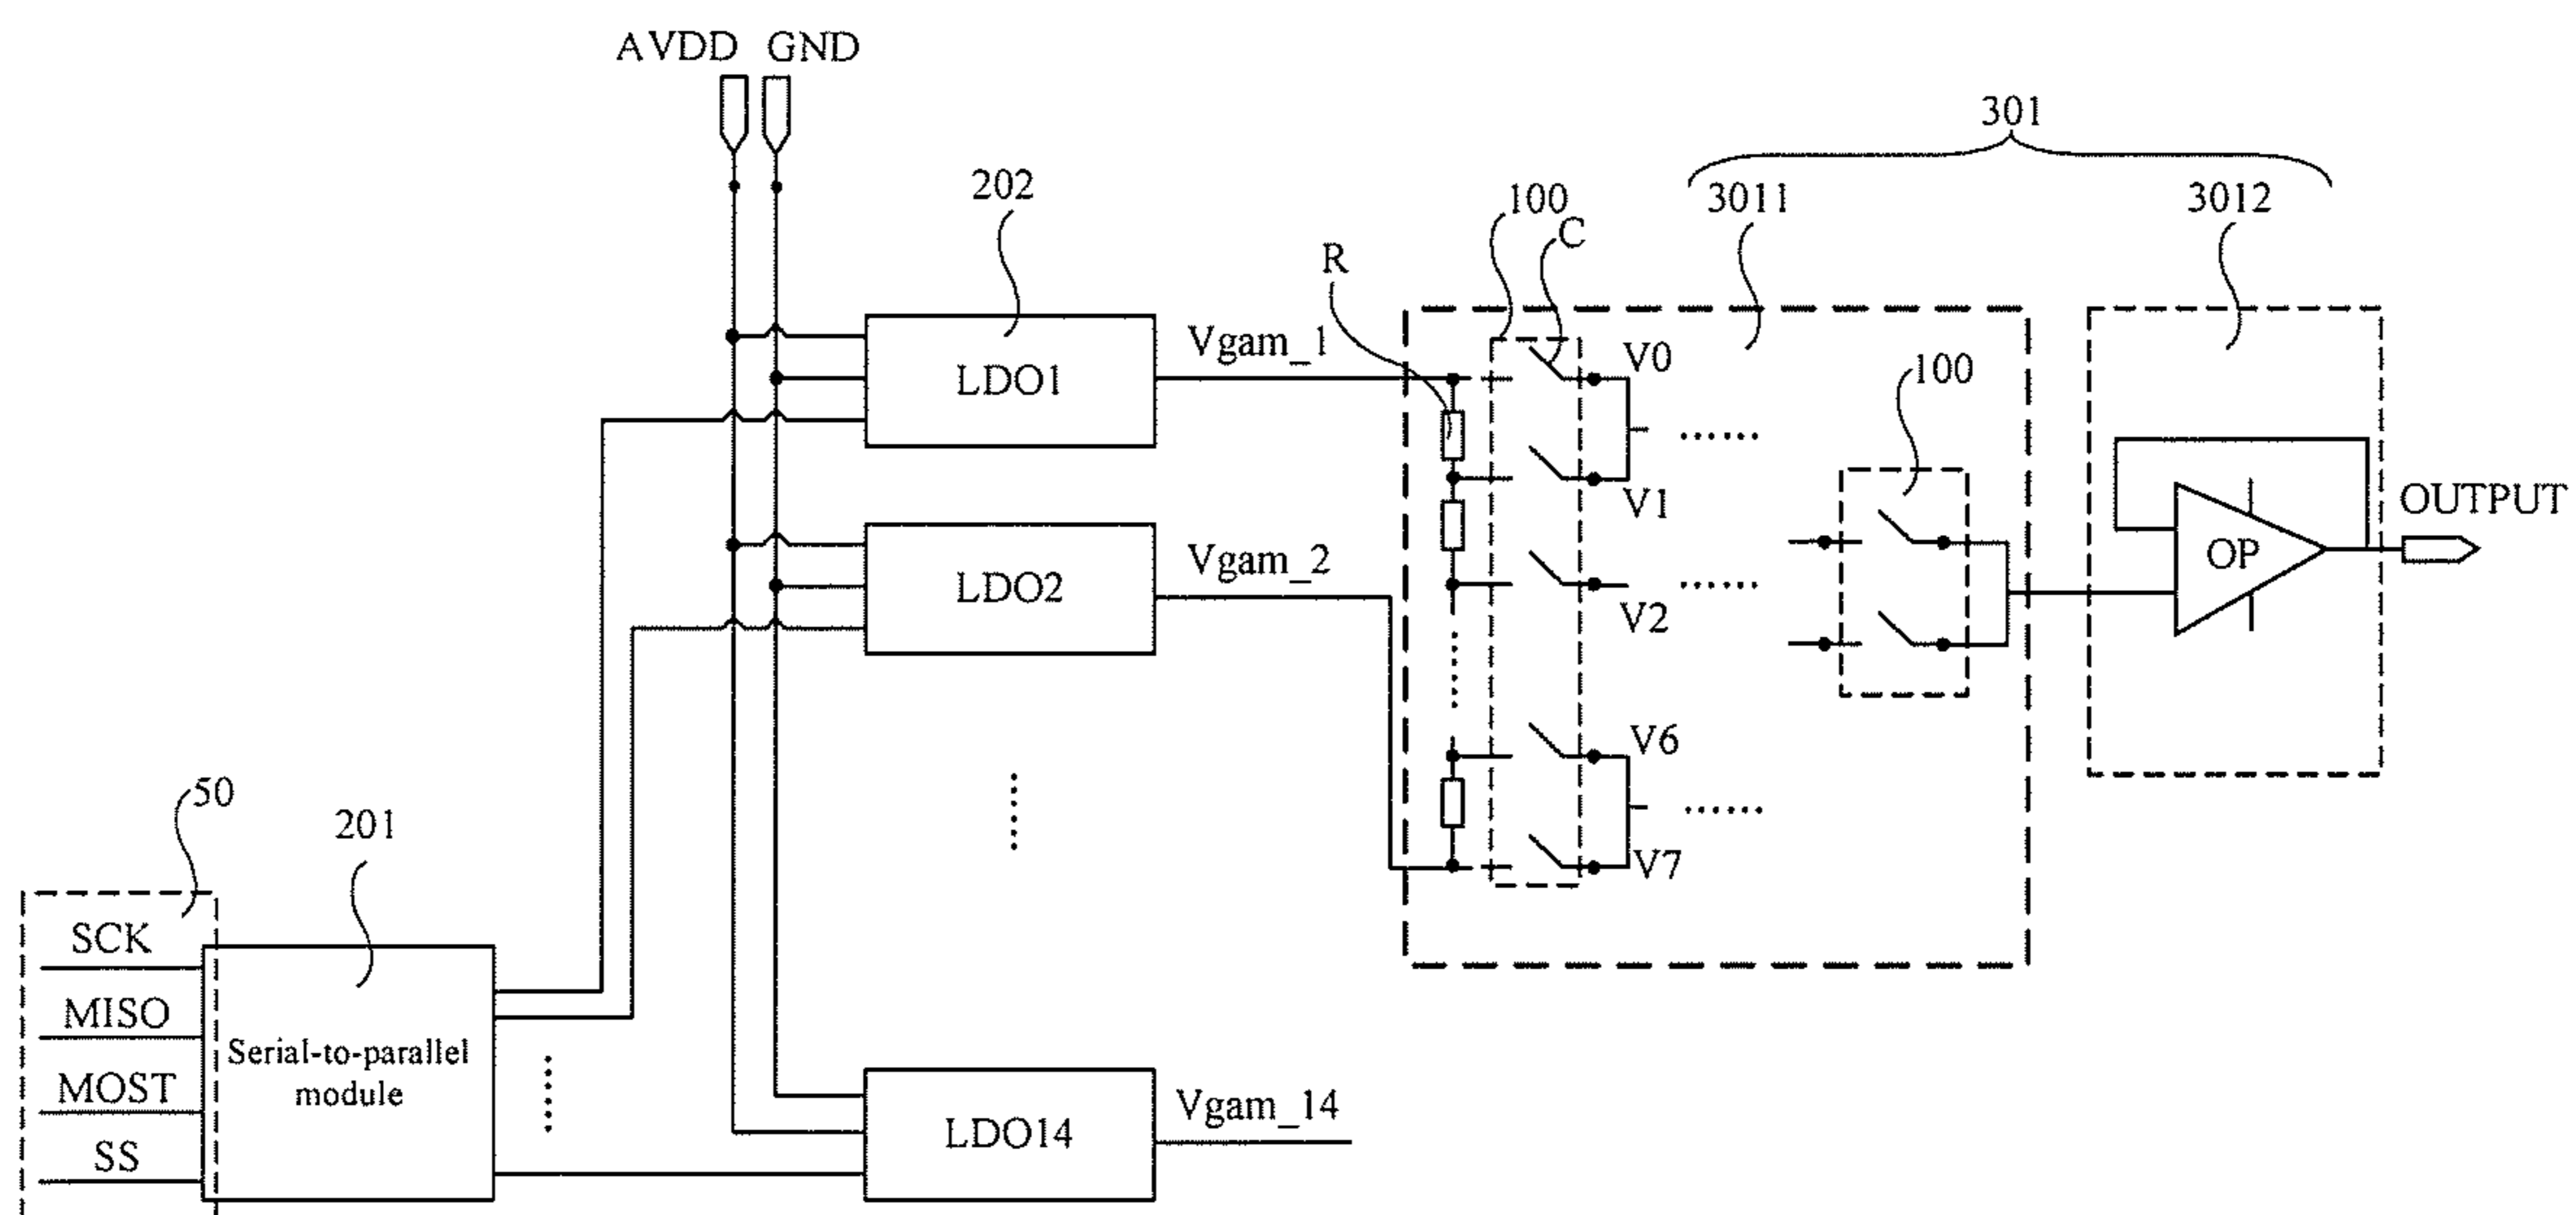 AVDD GND
301
202
100
3011
3012
C
R
Vgam_1
V0
LDO1
100
V1
OUTPUT
Vgam_2
OP
LDO2
V2
V6
50
201
V7
SCK
MISO
Serial-to-parallel
module
MOST
Vgam_14
LDO14
SS